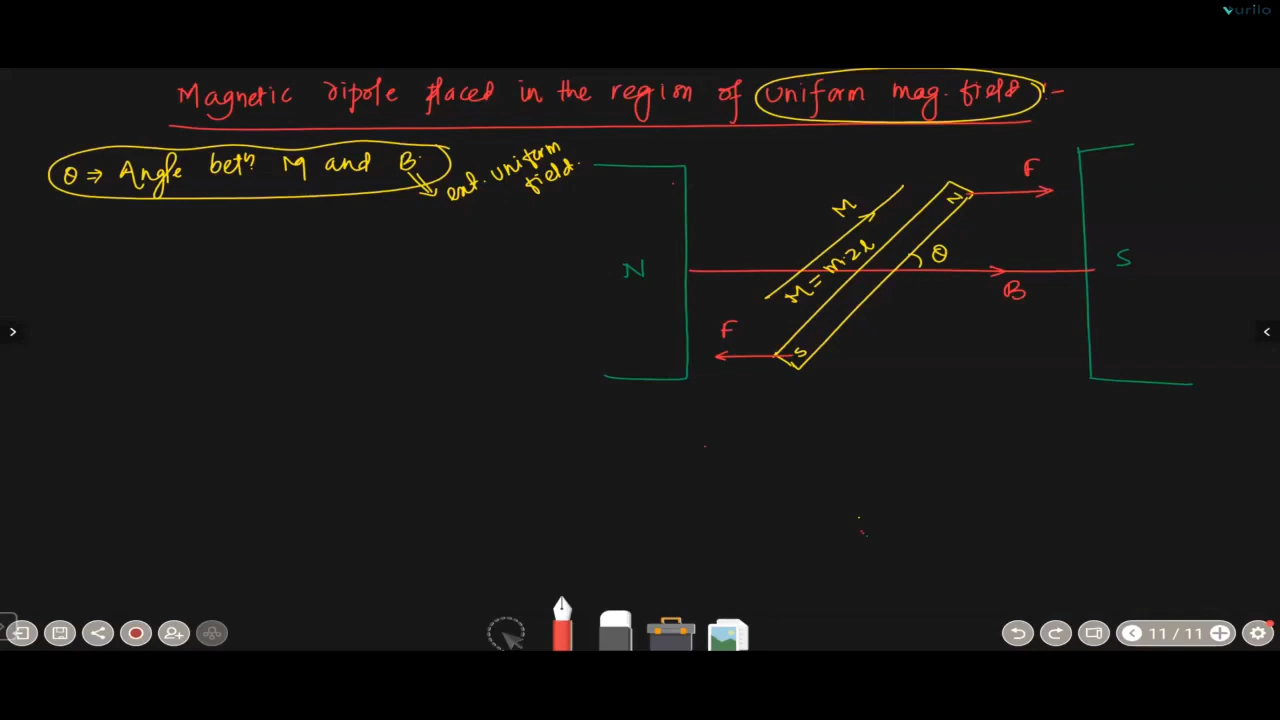 Vurilo
Magnetic dipole placed in the region of uniform mag. field :-
θ ⇒ Angle betⁿ M and B.
ext. uniform
field.
F
M
N
M = m·2l
θ
N
S
B
F
S
11 / 11